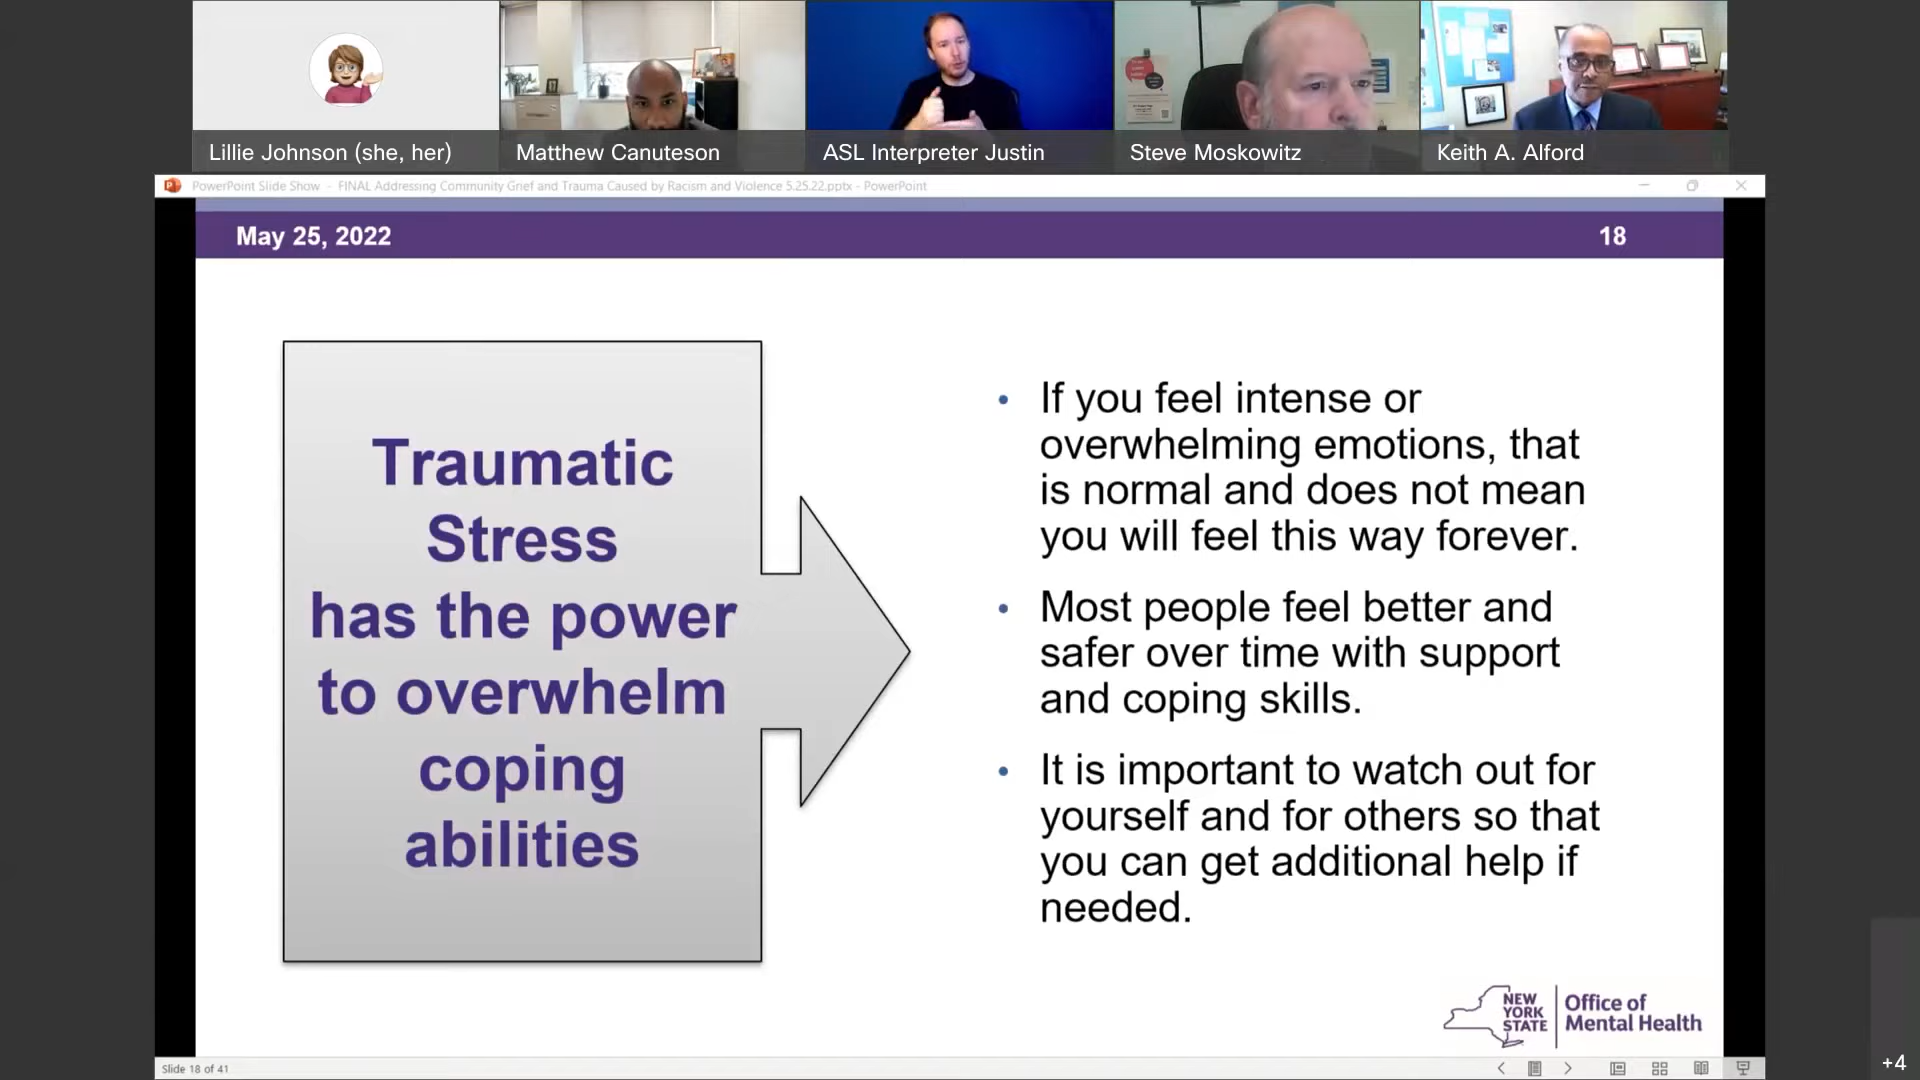 Lillie Johnson (she, her)
Matthew Canuteson
ASL Interpreter Justin
Steve Moskowitz
Keith A. Alford
PowerPoint Slide Show - FINAL Addressing Community Grief and Trauma Caused by Racism and Violence 5.25.22.pptx - PowerPoint
May 25, 2022
18
Traumatic
Stress
has the power
to overwhelm
coping
abilities
• If you feel intense or
overwhelming emotions, that
is normal and does not mean
you will feel this way forever.
• Most people feel better and
safer over time with support
and coping skills.
• It is important to watch out for
yourself and for others so that
you can get additional help if
needed.
NEW
YORK
STATE
Office of
Mental Health
Slide 18 of 41
+4